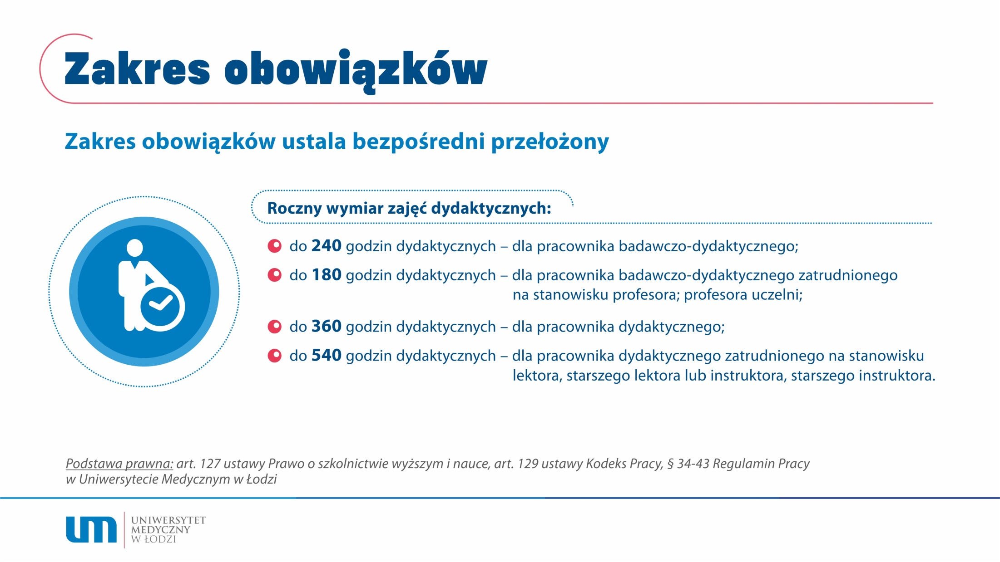 Zakres obowiązków
Zakres obowiązków ustala bezpośredni przełożony
Roczny wymiar zajęć dydaktycznych:
do 240 godzin dydaktycznych – dla pracownika badawczo-dydaktycznego;
do 180 godzin dydaktycznych – dla pracownika badawczo-dydaktycznego zatrudnionego
na stanowisku profesora; profesora uczelni;
do 360 godzin dydaktycznych – dla pracownika dydaktycznego;
do 540 godzin dydaktycznych – dla pracownika dydaktycznego zatrudnionego na stanowisku
lektora, starszego lektora lub instruktora, starszego instruktora.
Podstawa prawna: art. 127 ustawy Prawo o szkolnictwie wyższym i nauce, art. 129 ustawy Kodeks Pracy, § 34-43 Regulamin Pracy
w Uniwersytecie Medycznym w Łodzi
um
UNIWERSYTET
MEDYCZNY
W ŁODZI